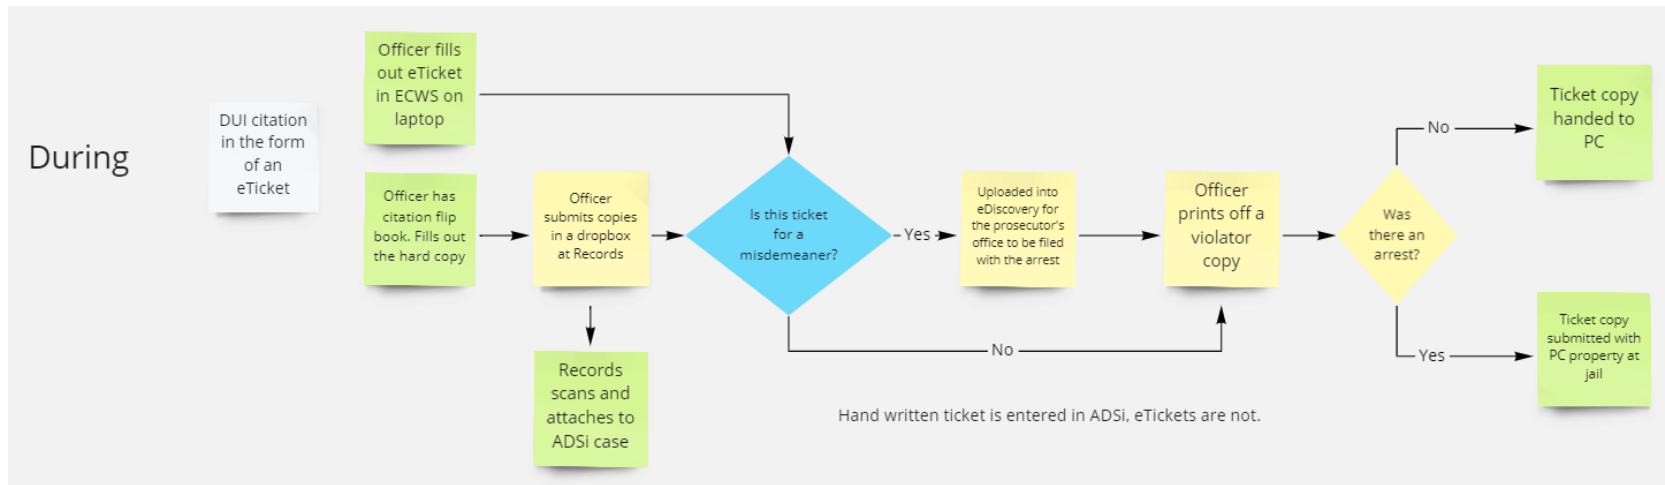 During
DUI citation
in the form
of an
eTicket
Officer fills
out eTicket
in ECWS on
laptop
Officer has
citation flip
book. Fills out
the hard copy
Officer
submits copies
in a dropbox
at Records
Records
scans and
attaches to
ADSi case
Is this ticket
for a
misdemeaner?
Yes
No
Uploaded into
eDiscovery for
the prosecutor's
office to be filed
with the arrest
Officer
prints off a
violator
copy
Was
there an
arrest?
No
Ticket copy
handed to
PC
Yes
Ticket copy
submitted with
PC property at
jail
Hand written ticket is entered in ADSi, eTickets are not.